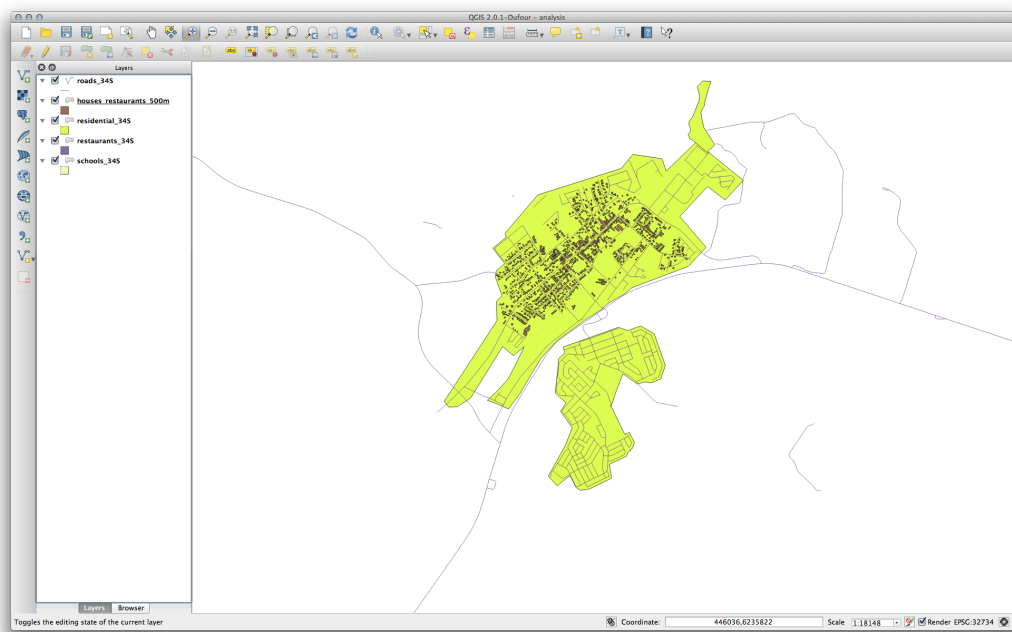 QGIS 2.0.1-Dufour - analysis
Layers
roads_34S
houses_restaurants_500m
residential_34S
restaurants_34S
schools_34S
Layers Browser
Toggles the editing state of the current layer Coordinate: 446036,6235822 Scale 1:18148 Render EPSG:32734